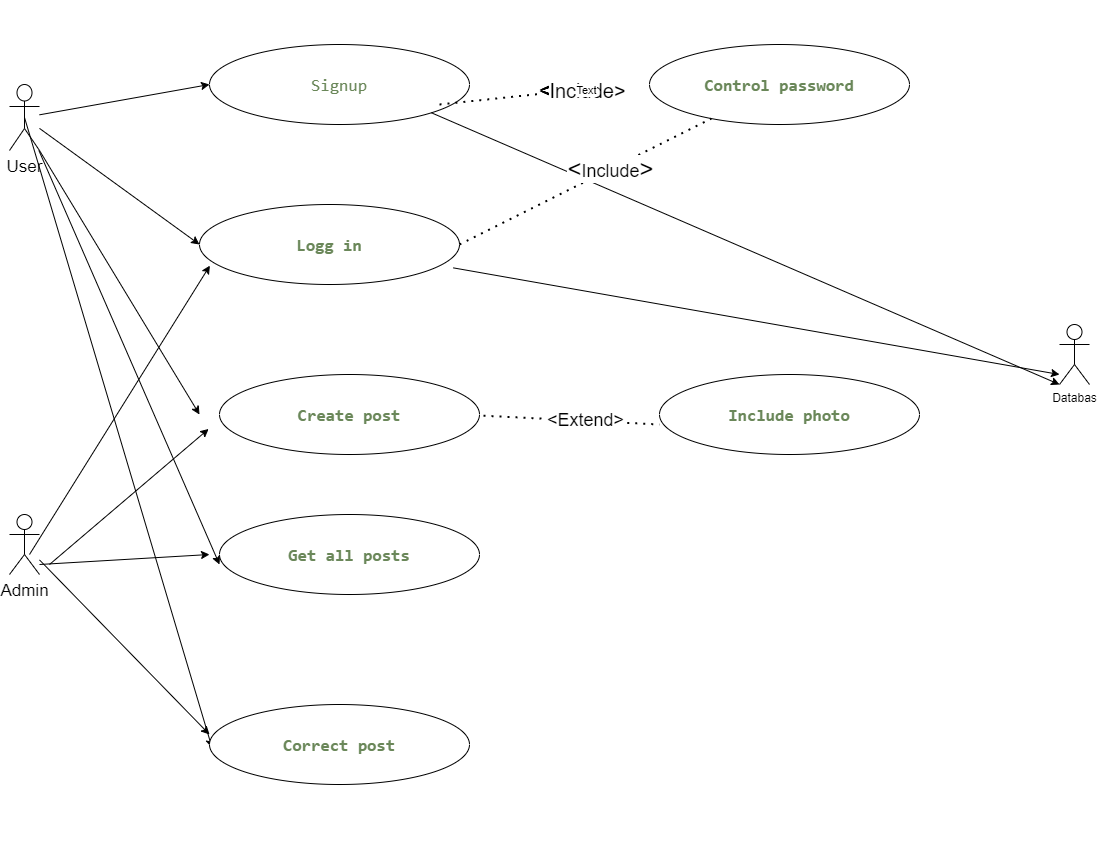 Signup
<Include>
Text
Control password
User
<Include>
Logg in
Databas
Create post
<Extend>
Include photo
Get all posts
Admin
Correct post